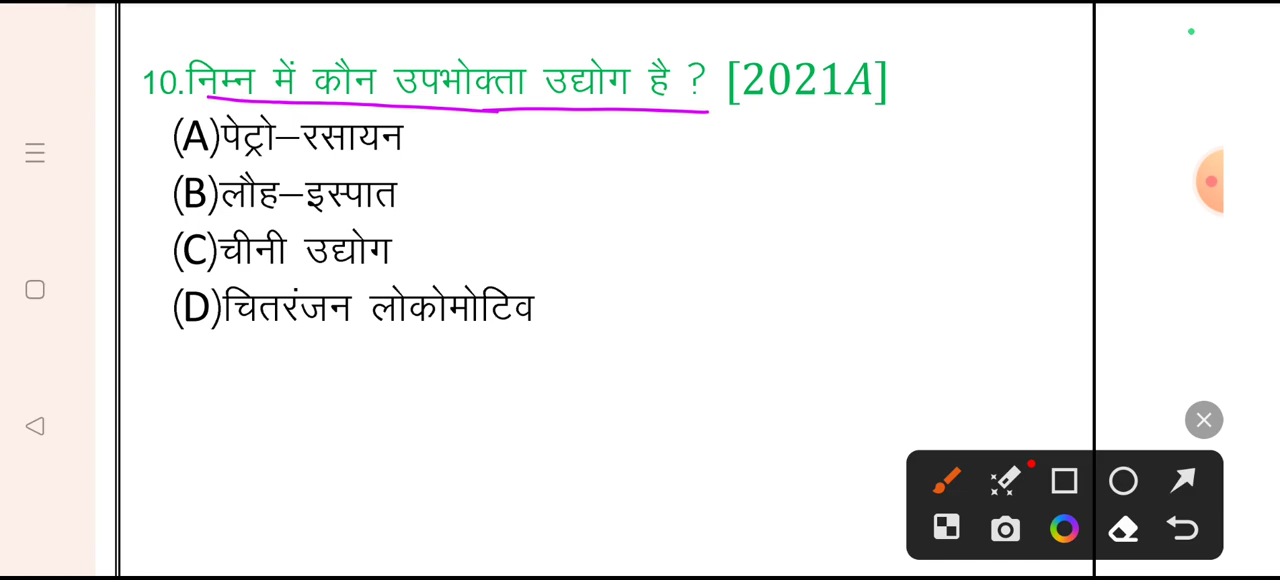 10.निम्न में कौन उपभोक्ता उद्योग है ? [2021A]
(A)पेट्रो–रसायन
(B)लौह–इस्पात
(C)चीनी उद्योग
(D)चितरंजन लोकोमोटिव